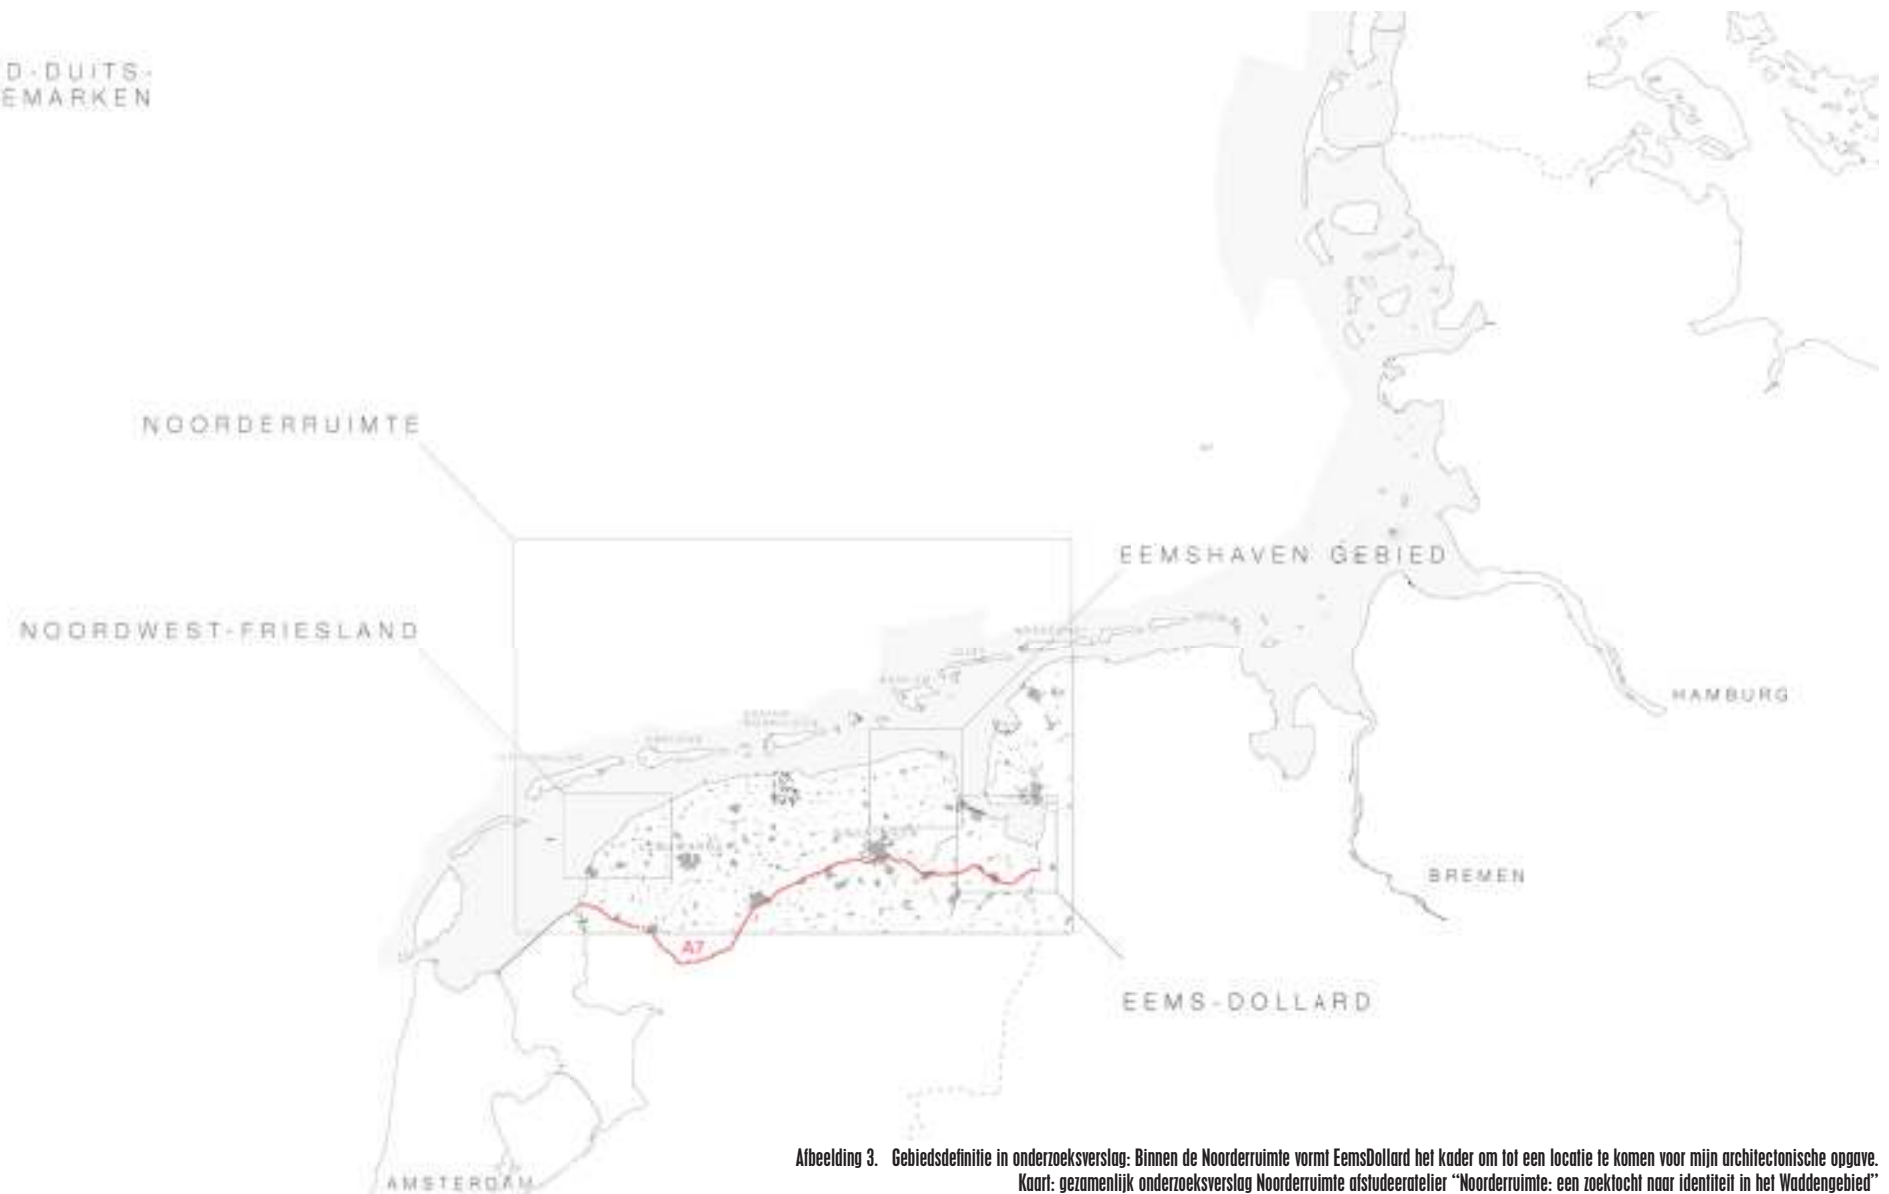 D-DUITS-
EMARKEN
NOORDERRUIMTE
EEMSHAVEN GEBIED
NOORDWEST-FRIESLAND
HAMBURG
BREMEN
A7
EEMS-DOLLARD
Afbeelding 3. Gebiedsdefinitie in onderzoeksverslag: Binnen de Noorderruimte vormt EemsDollard het kader om tot een locatie te komen voor mijn architectonische opgave.
AMSTERDAM
Kaart: gezamenlijk onderzoeksverslag Noorderruimte afstudeeratelier “Noorderruimte: een zoektocht naar identiteit in het Waddengebied”